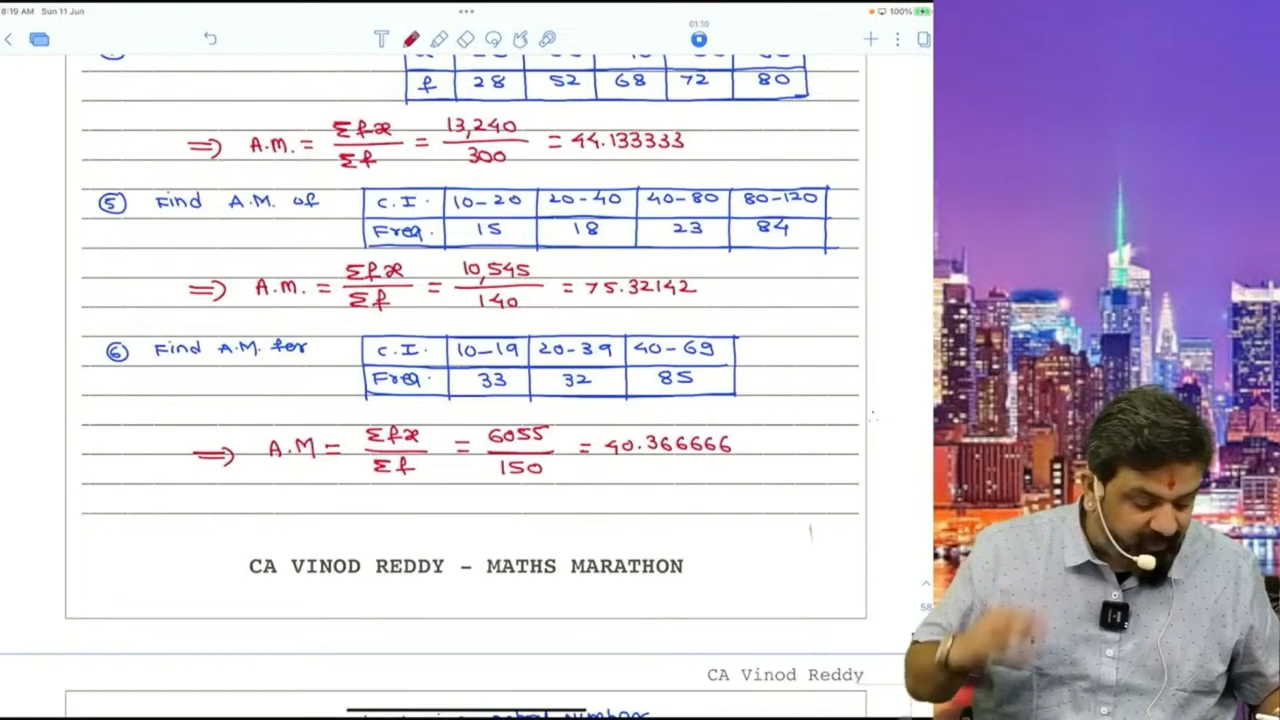 8:19 AM Sun 11 Jun
100%
01:10
f 28 52 68 72 80
⇒ A.M. = Σfx/Σf = 13,240/300 = 44.133333
⑤ Find A.M. of C.I. 10-20 20-40 40-80 80-120
Freq. 15 18 23 84
⇒ A.M. = Σfx/Σf = 10,545/140 = 75.32142
⑥ Find A.M. for C.I. 10-19 20-39 40-69
Freq. 33 32 85
⇒ A.M = Σfx/Σf = 6055/150 = 40.366666
CA VINOD REDDY - MATHS MARATHON
58
CA Vinod Reddy